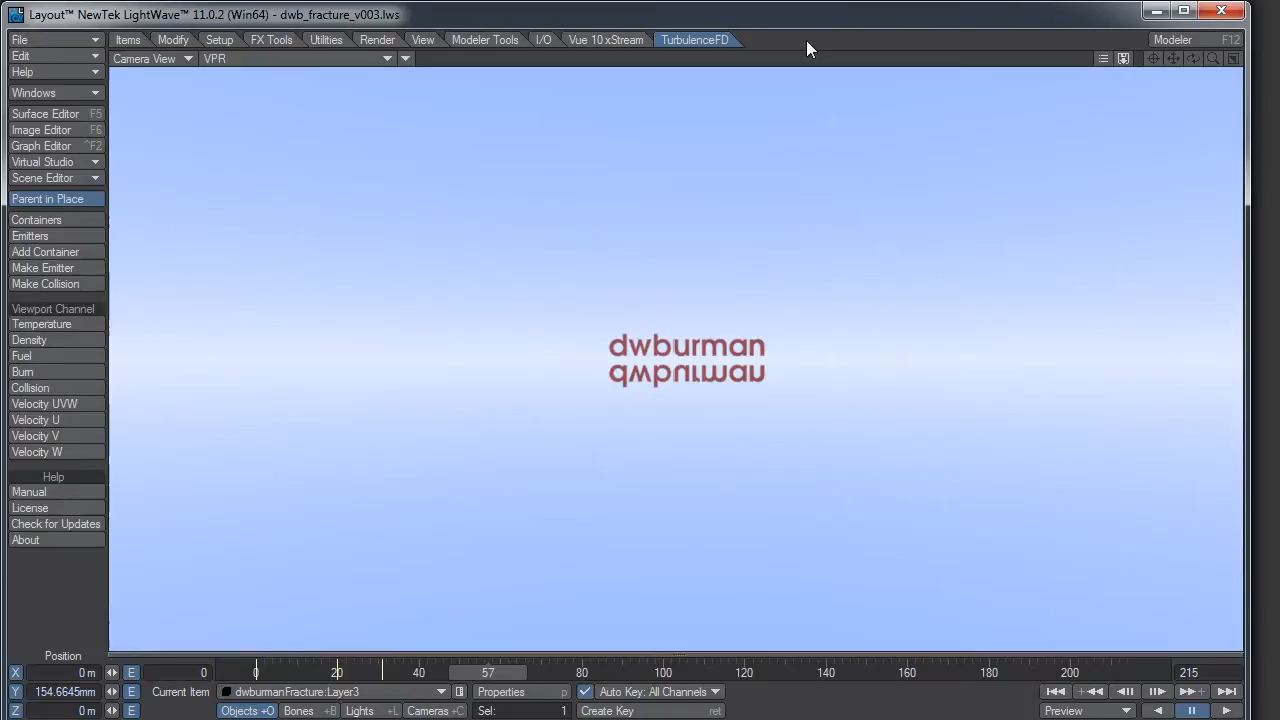 Layout™ NewTek LightWave™ 11.0.2 (Win64) - dwb_fracture_v003.lws
File Items Modify Setup FX Tools Utilities Render View Modeler Tools I/O Vue 10 xStream TurbulenceFD Modeler F12
Edit Camera View VPR
Help
Windows
Surface Editor F5
Image Editor F6
Graph Editor ^F2
Virtual Studio
Scene Editor
Parent in Place
Containers
Emitters
Add Container
Make Emitter
Make Collision
Viewport Channel
Temperature
Density
Fuel
Burn
Collision
Velocity UVW
Velocity U
Velocity V
Velocity W
Help
Manual
License
Check for Updates
About
dwburman
dwburman
Position
X 0 m E 0 0 20 40 57 80 100 120 140 160 180 200 215
Y 154.6645mm E Current Item dwburmanFracture:Layer3 Properties p Auto Key: All Channels
Z 0 m E Objects +O Bones +B Lights +L Cameras +C Sel: 1 Create Key ret Preview